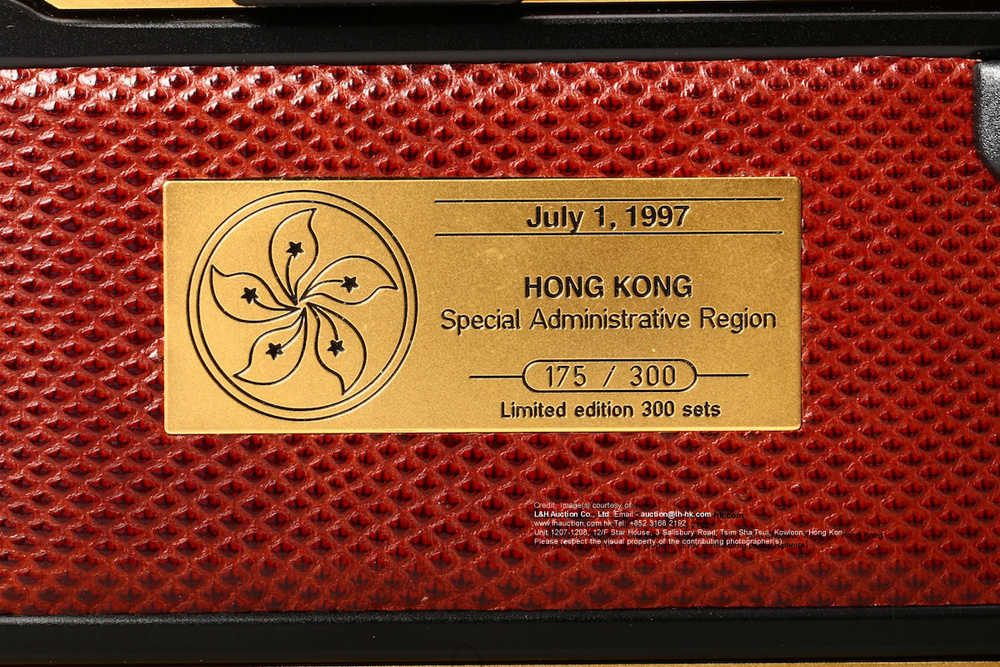 July 1, 1997
HONG KONG
Special Administrative Region
175 / 300
Limited edition 300 sets
Credit: Image(s) courtesy of:
L&H Auction Co., Ltd Email - auction@lh-hk.com
www.lhauction.com.hk Tel: +852 3168 2192
Unit 1207-1208, 12/F Star House, 3 Salisbury Road, Tsim Sha Tsui, Kowloon, Hong Kon
Please respect the visual property of the contributing photographer(s).